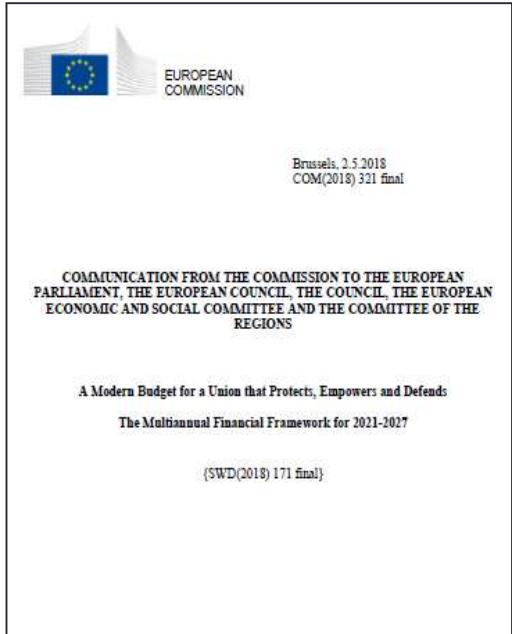 EUROPEAN
COMMISSION
Brussels, 2.5.2018
COM(2018) 321 final
COMMUNICATION FROM THE COMMISSION TO THE EUROPEAN
PARLIAMENT, THE EUROPEAN COUNCIL, THE COUNCIL, THE EUROPEAN
ECONOMIC AND SOCIAL COMMITTEE AND THE COMMITTEE OF THE
REGIONS
A Modern Budget for a Union that Protects, Empowers and Defends
The Multiannual Financial Framework for 2021-2027
{SWD(2018) 171 final}